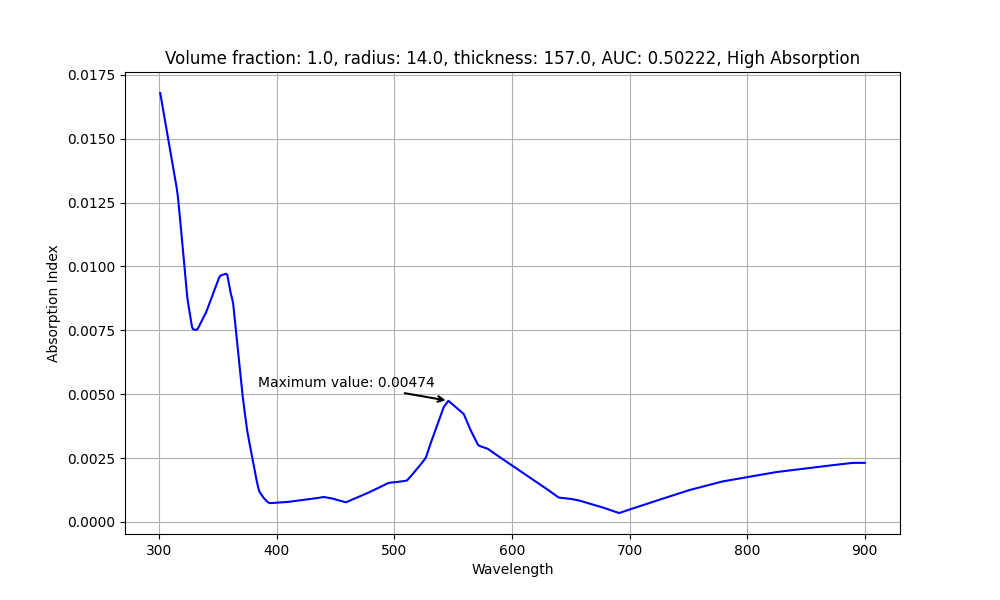 Volume fraction: 1.0, radius: 14.0, thickness: 157.0, AUC: 0.50222, High Absorption
0.0175
0.0150
0.0125
0.0100
0.0075
0.0050
0.0025
0.0000
Absorption Index
Maximum value: 0.00474
300 400 500 600 700 800 900
Wavelength